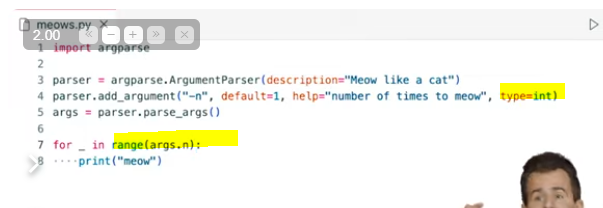 meows.py ×
2.00 « − + » ×
1 import argparse
2
3 parser = argparse.ArgumentParser(description="Meow like a cat")
4 parser.add_argument("-n", default=1, help="number of times to meow", type=int)
5 args = parser.parse_args()
6
7 for _ in range(args.n):
8 ····print("meow")